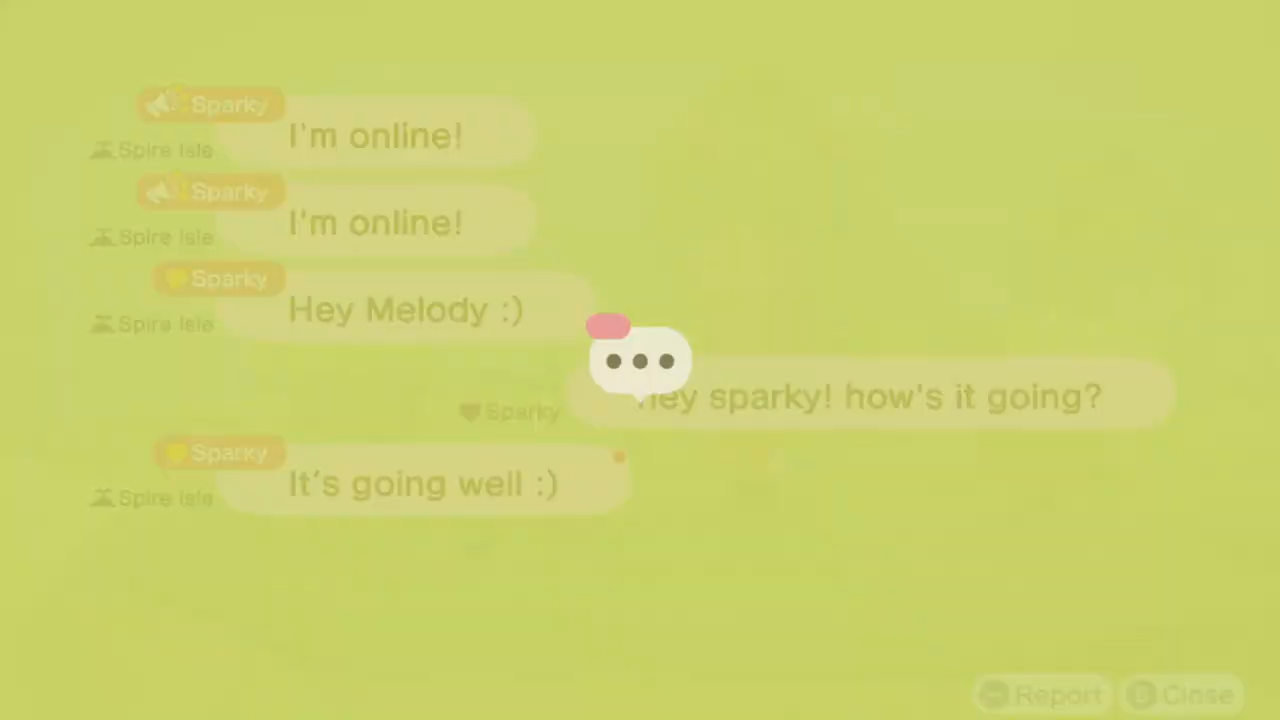 Sparky
I'm online!
Spire Isle
Sparky
I'm online!
Spire Isle
Sparky
Hey Melody :)
Spire Isle
hey sparky! how's it going?
Sparky
Sparky
It's going well :)
Spire Isle
Report Close